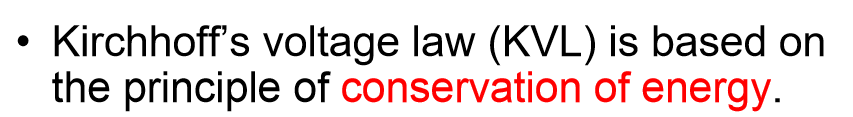 • Kirchhoff’s voltage law (KVL) is based on
the principle of conservation of energy.